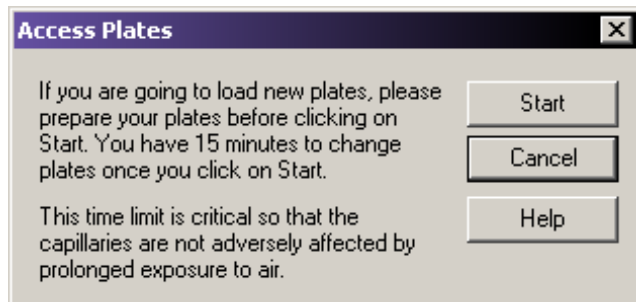 Access Plates
If you are going to load new plates, please
prepare your plates before clicking on
Start. You have 15 minutes to change
plates once you click on Start.
This time limit is critical so that the
capillaries are not adversely affected by
prolonged exposure to air.
Start
Cancel
Help